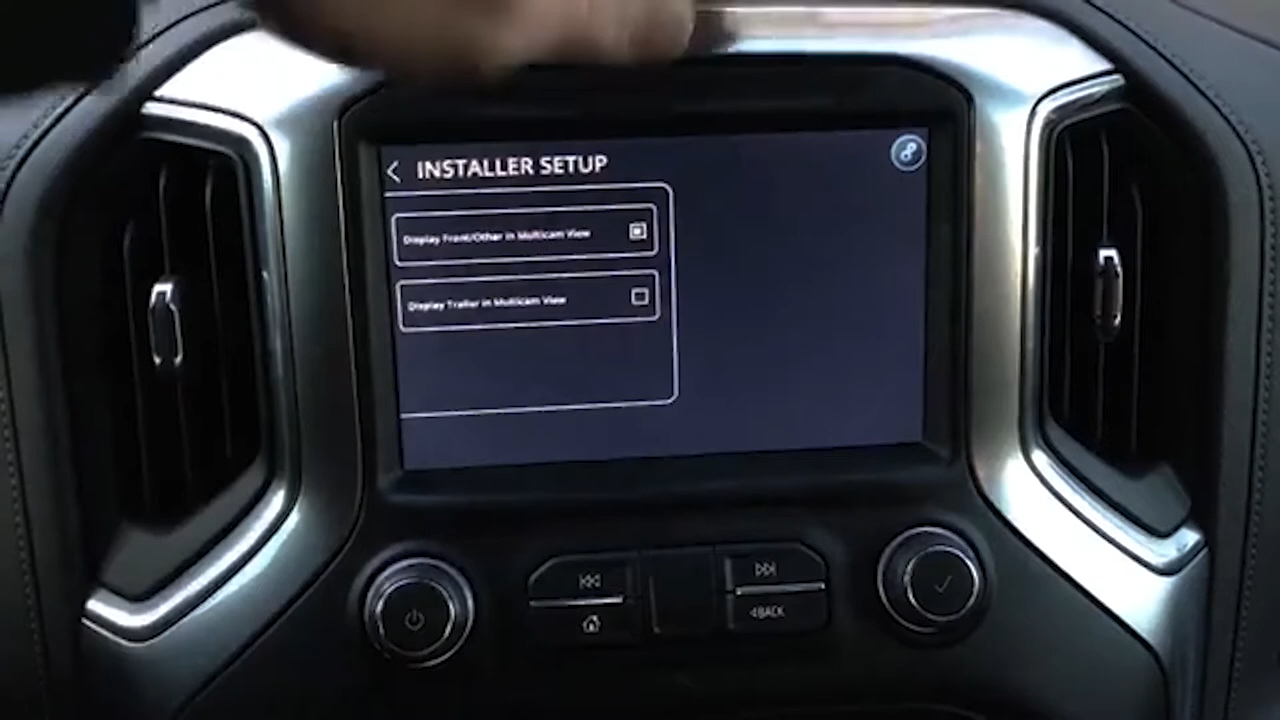 INSTALLER SETUP
Display Front/Other in Multicam View
Display Trailer in Multicam View
BACK